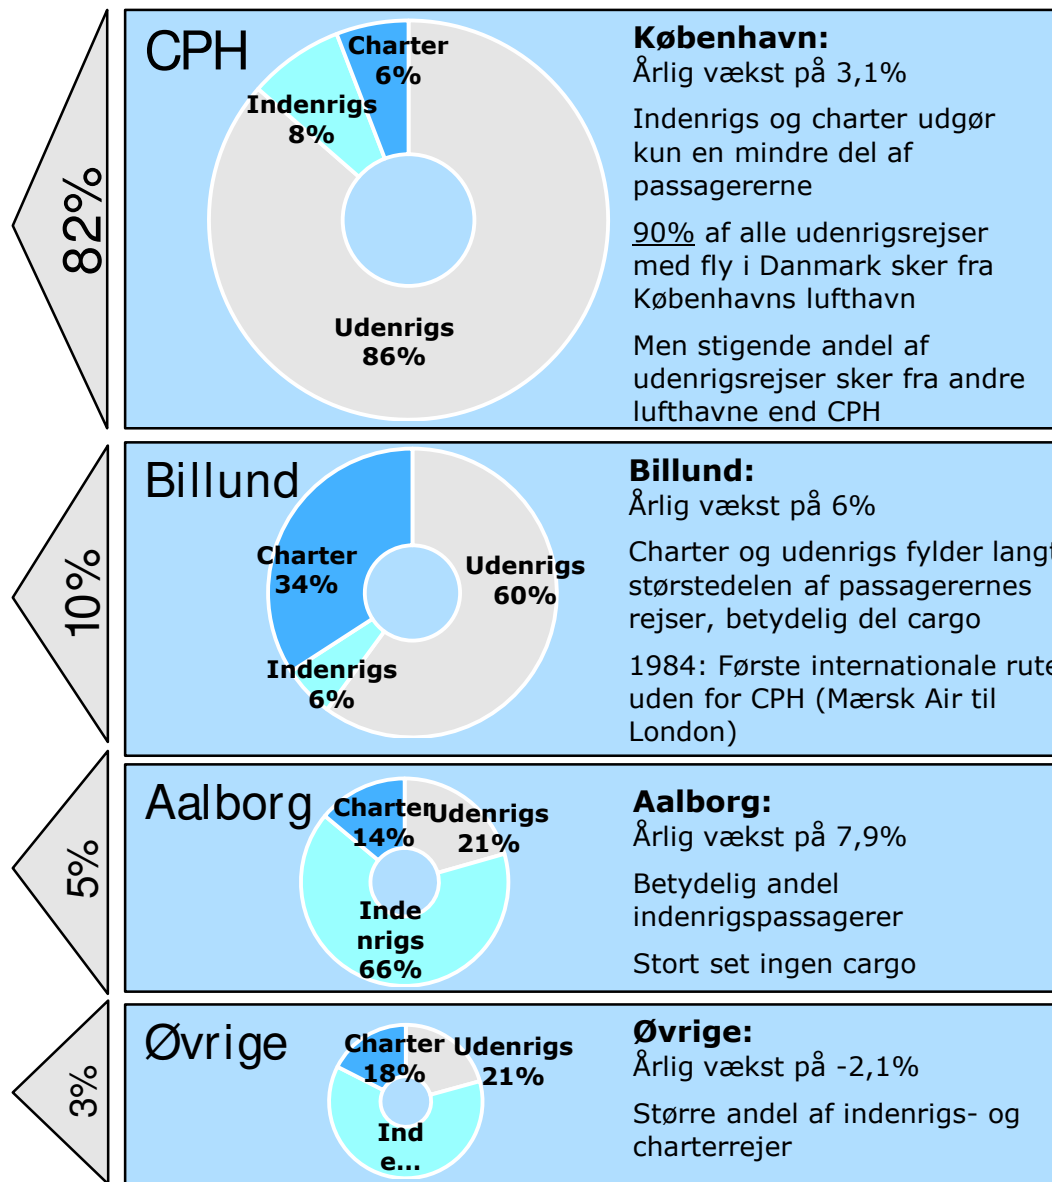 82%
CPH
Charter
6%
Indenrigs
8%
Udenrigs
86%
København:
Årlig vækst på 3,1%
Indenrigs og charter udgør
kun en mindre del af
passagererne
90% af alle udenrigsrejser
med fly i Danmark sker fra
Københavns lufthavn
Men stigende andel af
udenrigsrejser sker fra andre
lufthavne end CPH
10%
Billund
Charter
34%
Udenrigs
60%
Indenrigs
6%
Billund:
Årlig vækst på 6%
Charter og udenrigs fylder langt
størstedelen af passagerernes
rejser, betydelig del cargo
1984: Første internationale rute
uden for CPH (Mærsk Air til
London)
5%
Aalborg
Charter
14%
Udenrigs
21%
Inde
nrigs
66%
Aalborg:
Årlig vækst på 7,9%
Betydelig andel
indenrigspassagerer
Stort set ingen cargo
3%
Øvrige
Charter
18%
Udenrigs
21%
Ind
e...
Øvrige:
Årlig vækst på -2,1%
Større andel af indenrigs- og
charterrejer